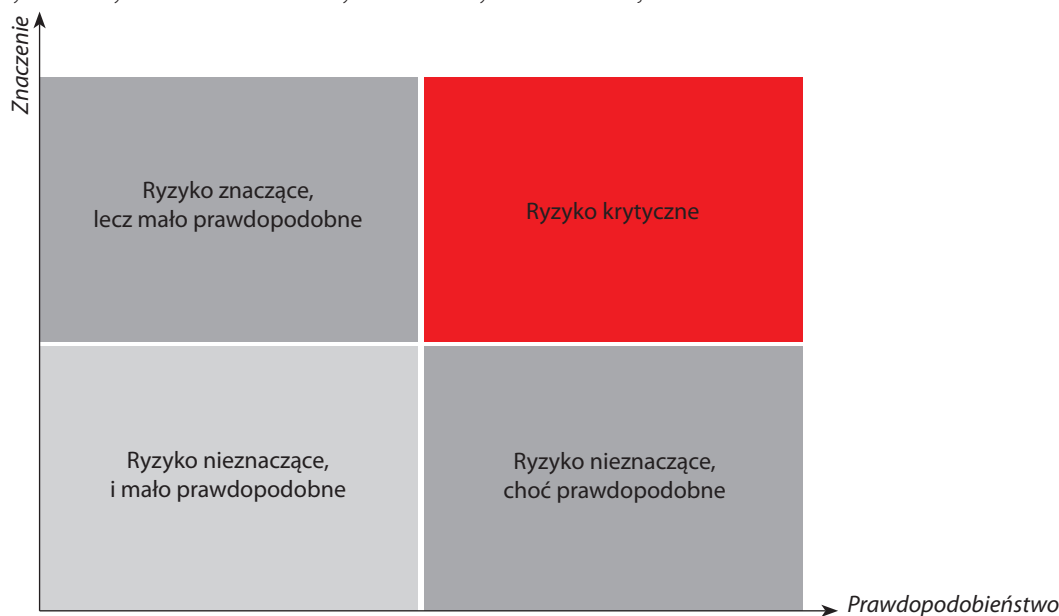 Znaczenie
Ryzyko znaczące,
lecz mało prawdopodobne
Ryzyko krytyczne
Ryzyko nieznaczące,
i mało prawdopodobne
Ryzyko nieznaczące,
choć prawdopodobne
Prawdopodobieństwo